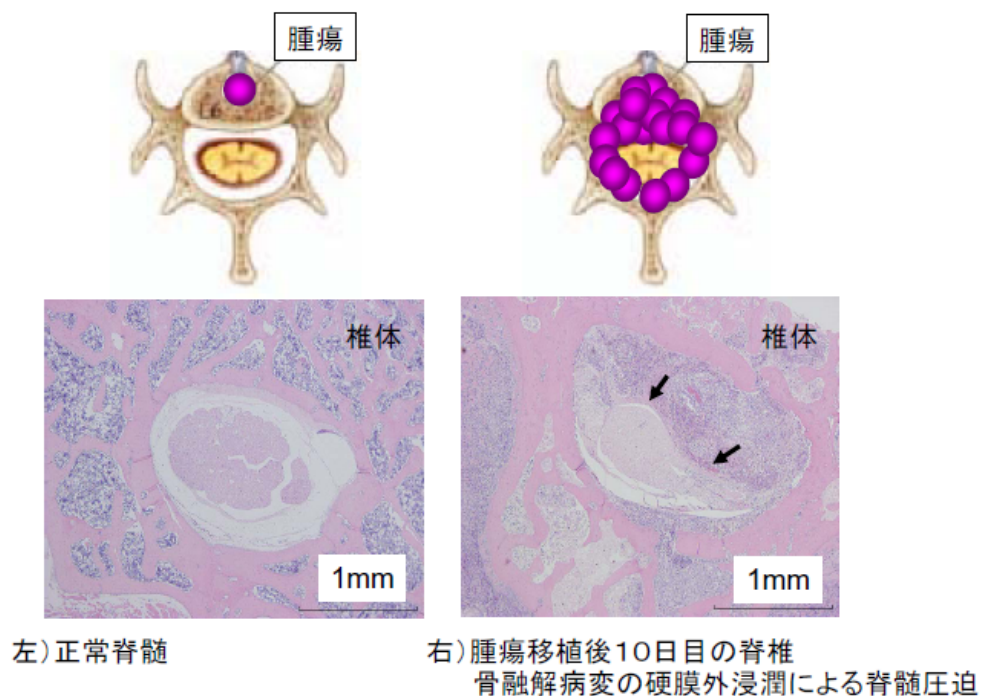 腫瘍
腫瘍
L6
椎体
椎体
1mm
1mm
左)正常脊髄
右)腫瘍移植後10日目の脊椎
骨融解病変の硬膜外浸潤による脊髄圧迫